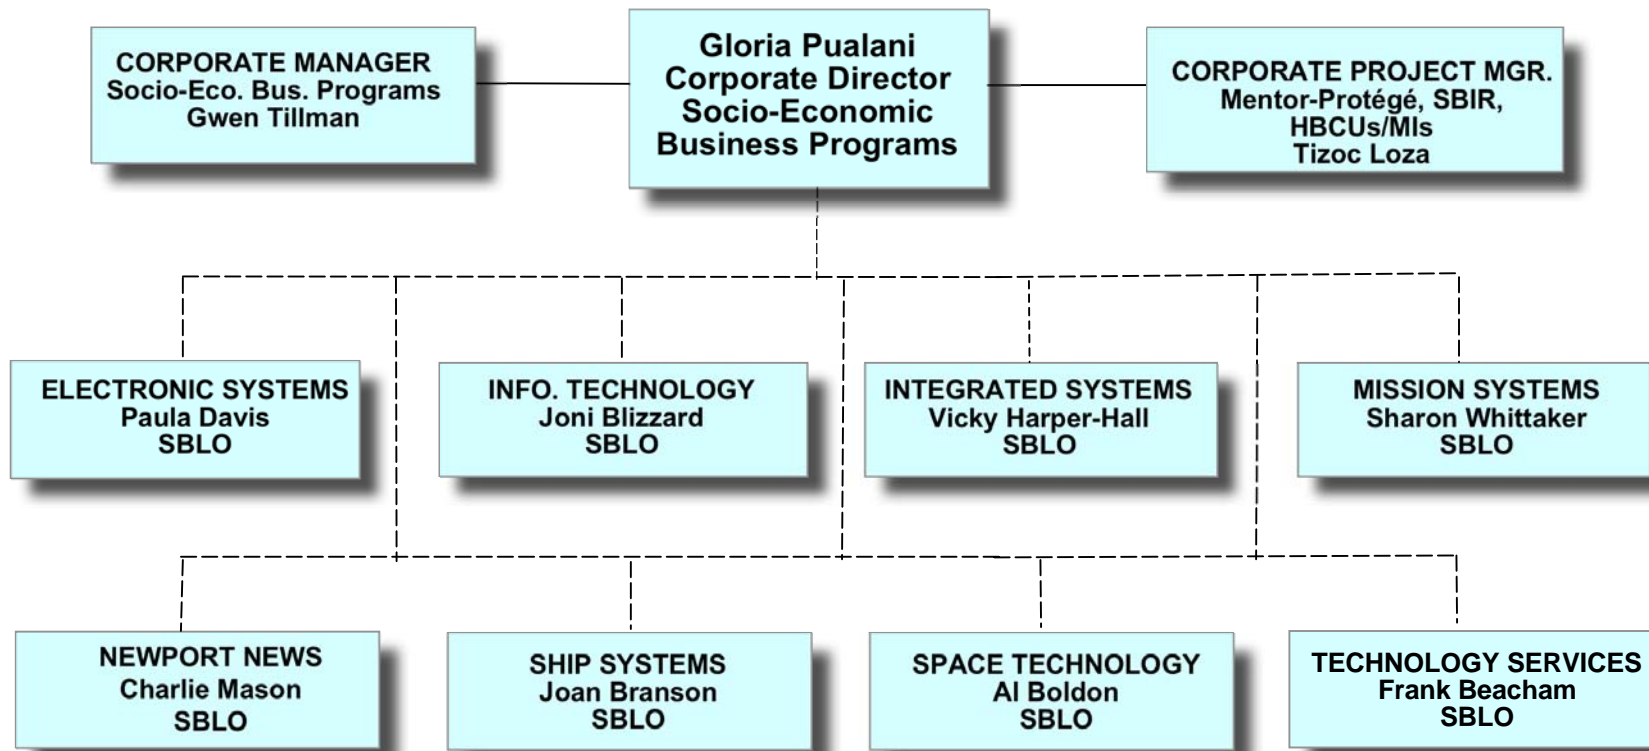 CORPORATE MANAGER
Socio-Eco. Bus. Programs
Gwen Tillman
Gloria Pualani
Corporate Director
Socio-Economic
Business Programs
CORPORATE PROJECT MGR.
Mentor-Protégé, SBIR,
HBCUs/MIs
Tizoc Loza
ELECTRONIC SYSTEMS
Paula Davis
SBLO
INFO. TECHNOLOGY
Joni Blizzard
SBLO
INTEGRATED SYSTEMS
Vicky Harper-Hall
SBLO
MISSION SYSTEMS
Sharon Whittaker
SBLO
NEWPORT NEWS
Charlie Mason
SBLO
SHIP SYSTEMS
Joan Branson
SBLO
SPACE TECHNOLOGY
Al Boldon
SBLO
TECHNOLOGY SERVICES
Frank Beacham
SBLO